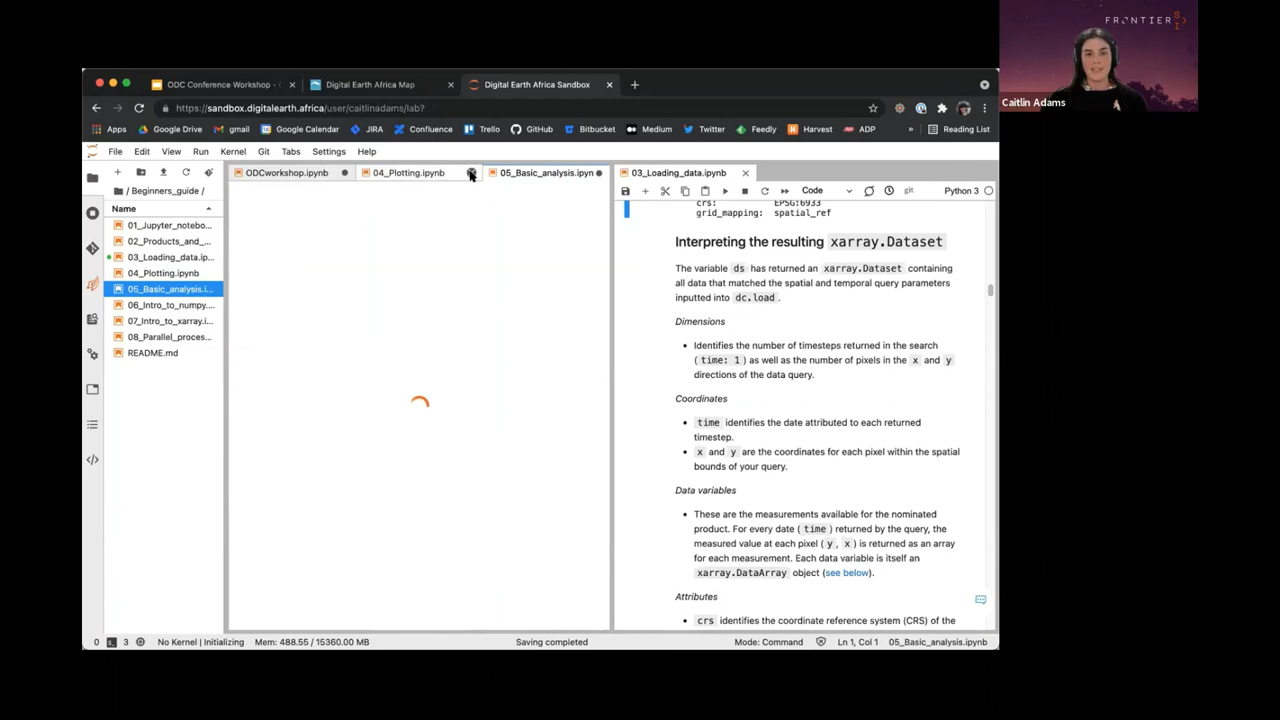 FRONTIER SI
Caitlin Adams
ODC Conference Workshop -
Digital Earth Africa Map
Digital Earth Africa Sandbox
https://sandbox.digitalearth.africa/user/caitlinadams/lab?
Apps
Google Drive
gmail
Google Calendar
JIRA
Confluence
Trello
GitHub
Bitbucket
Medium
Twitter
Feedly
Harvest
ADP
»
Reading List
File
Edit
View
Run
Kernel
Git
Tabs
Settings
Help
/ Beginners_guide /
Name
01_Jupyter_notebo...
02_Products_and_...
03_Loading_data.ip...
04_Plotting.ipynb
05_Basic_analysis.i...
06_Intro_to_numpy....
07_Intro_to_xarray.i...
08_Parallel_proces...
README.md
ODCworkshop.ipynb
04_Plotting.ipynb
05_Basic_analysis.ipyn
03_Loading_data.ipynb
Code
git
Python 3
crs: EPSG:6933
grid_mapping: spatial_ref
Interpreting the resulting xarray.Dataset
The variable ds has returned an xarray.Dataset containing
all data that matched the spatial and temporal query parameters
inputted into dc.load.
Dimensions
• Identifies the number of timesteps returned in the search
(time: 1) as well as the number of pixels in the x and y
directions of the data query.
Coordinates
• time identifies the date attributed to each returned
timestep.
• x and y are the coordinates for each pixel within the spatial
bounds of your query.
Data variables
• These are the measurements available for the nominated
product. For every date (time) returned by the query, the
measured value at each pixel (y, x) is returned as an array
for each measurement. Each data variable is itself an
xarray.DataArray object (see below).
Attributes
• crs identifies the coordinate reference system (CRS) of the
0
3
No Kernel | Initializing
Mem: 488.55 / 15360.00 MB
Saving completed
Mode: Command
Ln 1, Col 1
05_Basic_analysis.ipynb